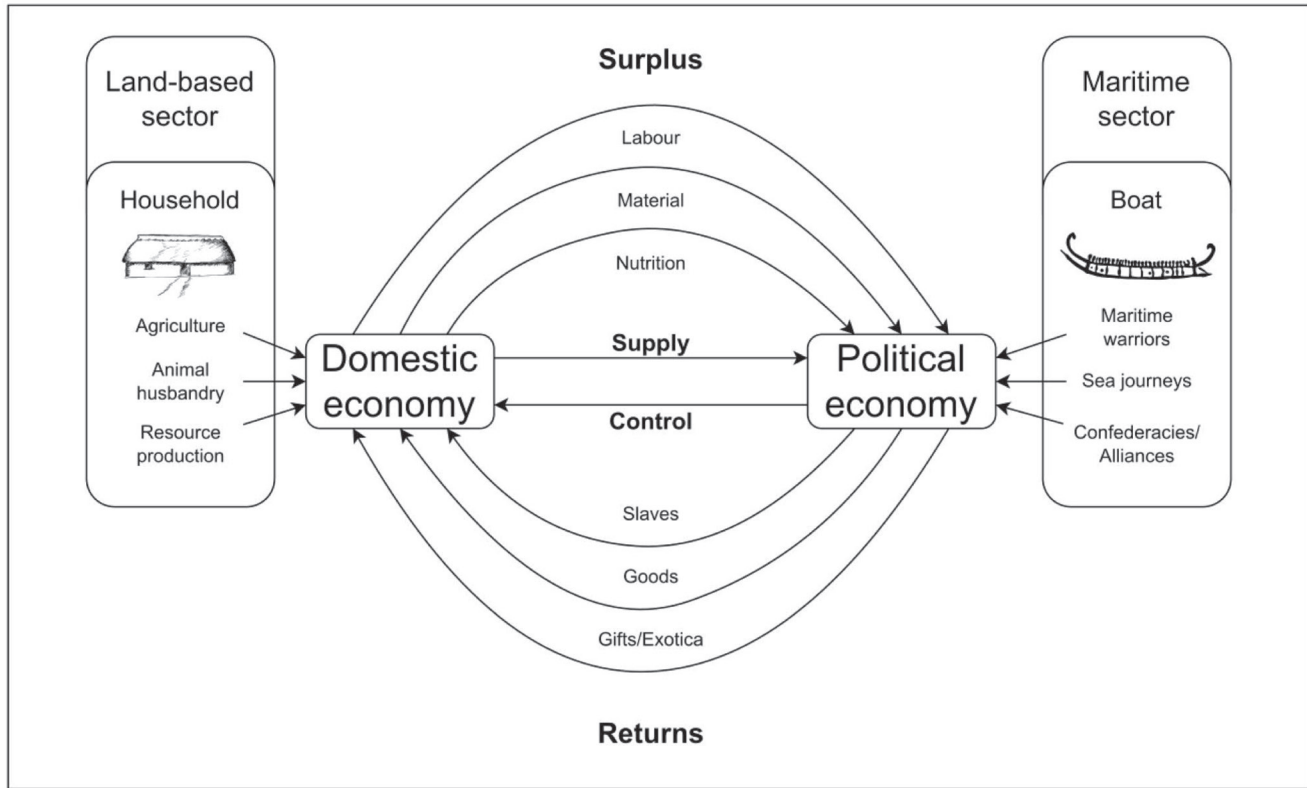 Surplus
Land-based
sector
Household
Agriculture
Animal
husbandry
Resource
production
Labour
Material
Nutrition
Domestic
economy
Supply
Control
Political
economy
Slaves
Goods
Gifts/Exotica
Returns
Maritime
sector
Boat
Maritime
warriors
Sea journeys
Confederacies/
Alliances